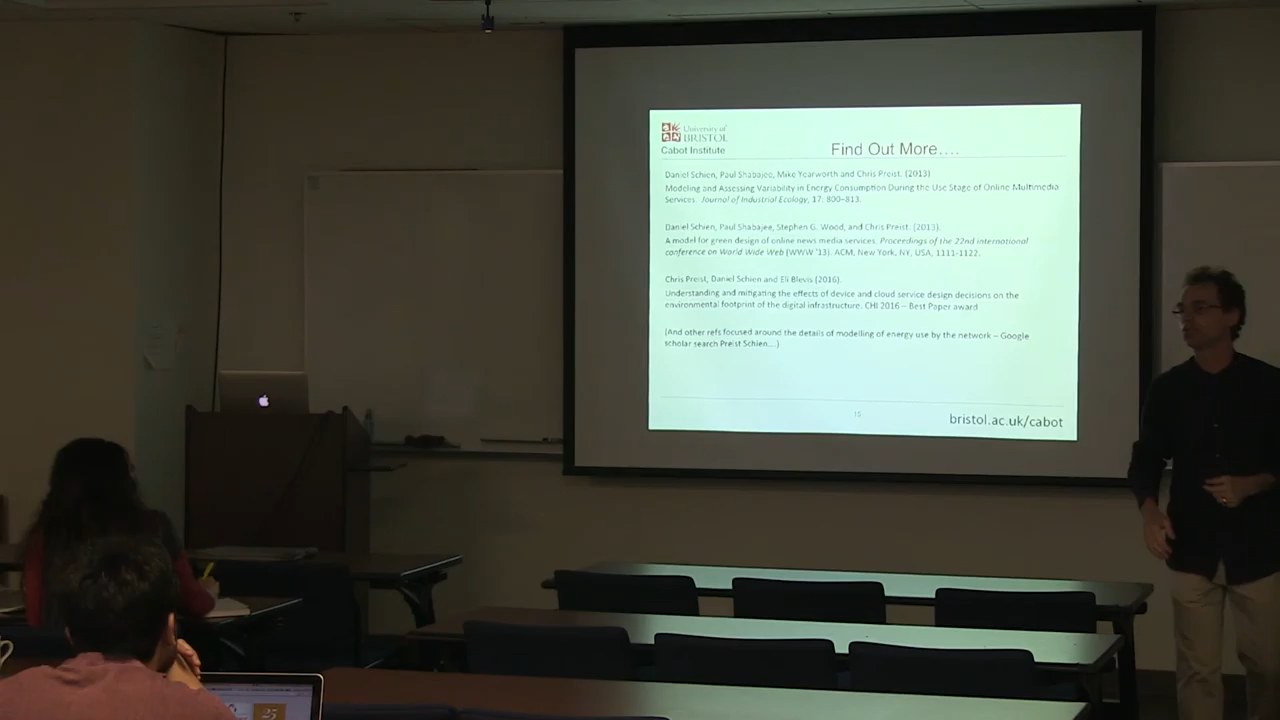 University of
BRISTOL
Cabot Institute
Find Out More....
Daniel Schien, Paul Shabajee, Mike Yearworth and Chris Preist. (2013)
Modeling and Assessing Variability in Energy Consumption During the Use Stage of Online Multimedia
Services. Journal of Industrial Ecology, 17: 800–813.
Daniel Schien, Paul Shabajee, Stephen G. Wood, and Chris Preist. (2013).
A model for green design of online news media services. Proceedings of the 22nd international
conference on World Wide Web (WWW '13). ACM, New York, NY, USA, 1111-1122.
Chris Preist, Daniel Schien and Eli Blevis (2016).
Understanding and mitigating the effects of device and cloud service design decisions on the
environmental footprint of the digital infrastructure. CHI 2016 – Best Paper award
(And other refs focused around the details of modelling of energy use by the network – Google
scholar search Preist Schien....)
15
bristol.ac.uk/cabot
25